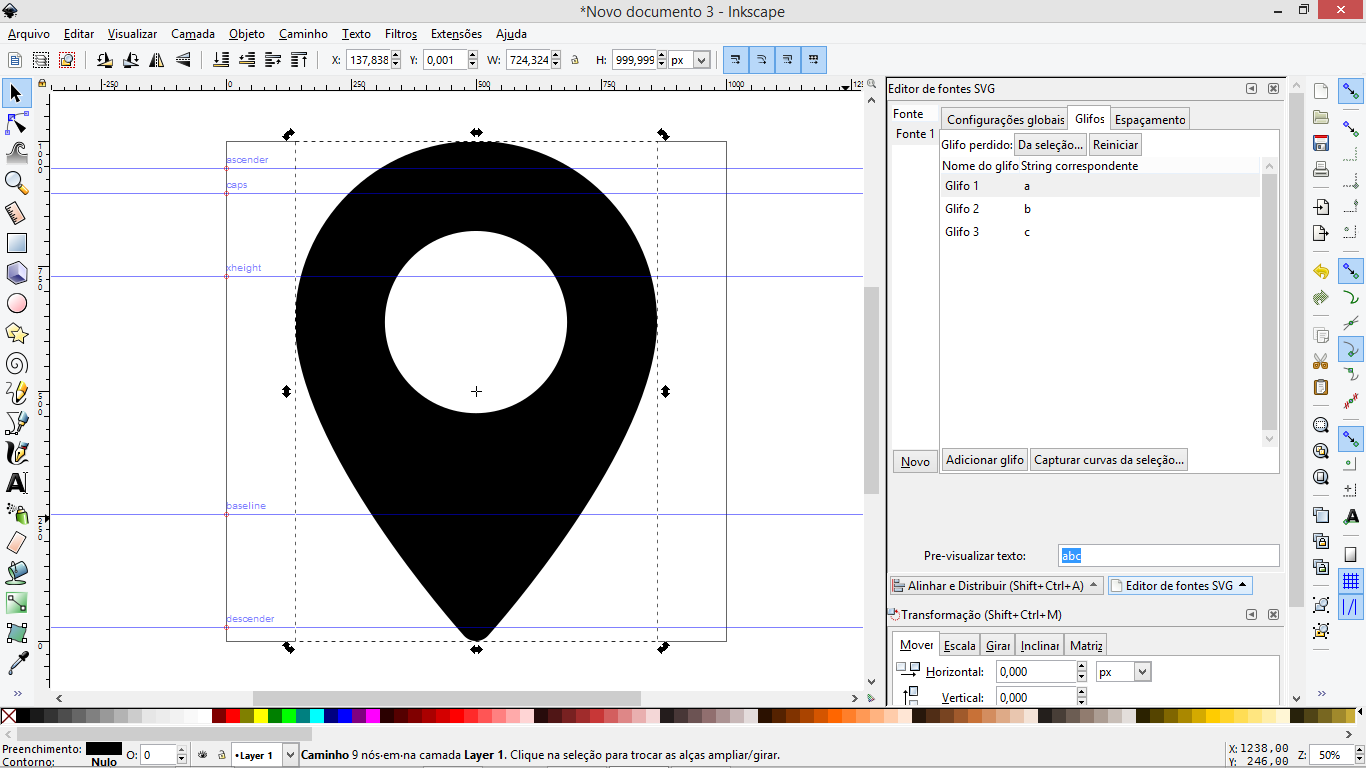 *Novo documento 3 - Inkscape
Arquivo Editar Visualizar Camada Objeto Caminho Texto Filtros Extensões Ajuda
X: 137,838 Y: 0,001 W: 724,324 H: 999,999 px
-250 0 250 500 750 1000 125
Editor de fontes SVG
Fonte
Fonte 1
Configurações globais Glifos Espaçamento
Glifo perdido: Da seleção... Reiniciar
Nome do glifo String correspondente
Glifo 1 a
Glifo 2 b
Glifo 3 c
1000
750
500
250
0
ascender
caps
xheight
baseline
descender
Novo Adicionar glifo Capturar curvas da seleção...
Pre-visualizar texto: abc
Alinhar e Distribuir (Shift+Ctrl+A) Editor de fontes SVG
Transformação (Shift+Ctrl+M)
Mover Escala Girar Inclinar Matriz
Horizontal: 0,000 px
Vertical: 0,000
Preenchimento:
Contorno: Nulo
O: 0
•Layer 1
Caminho 9 nós·em·na camada Layer 1. Clique na seleção para trocar as alças ampliar/girar.
X: 1238,00
Y: 246,00
Z: 50%